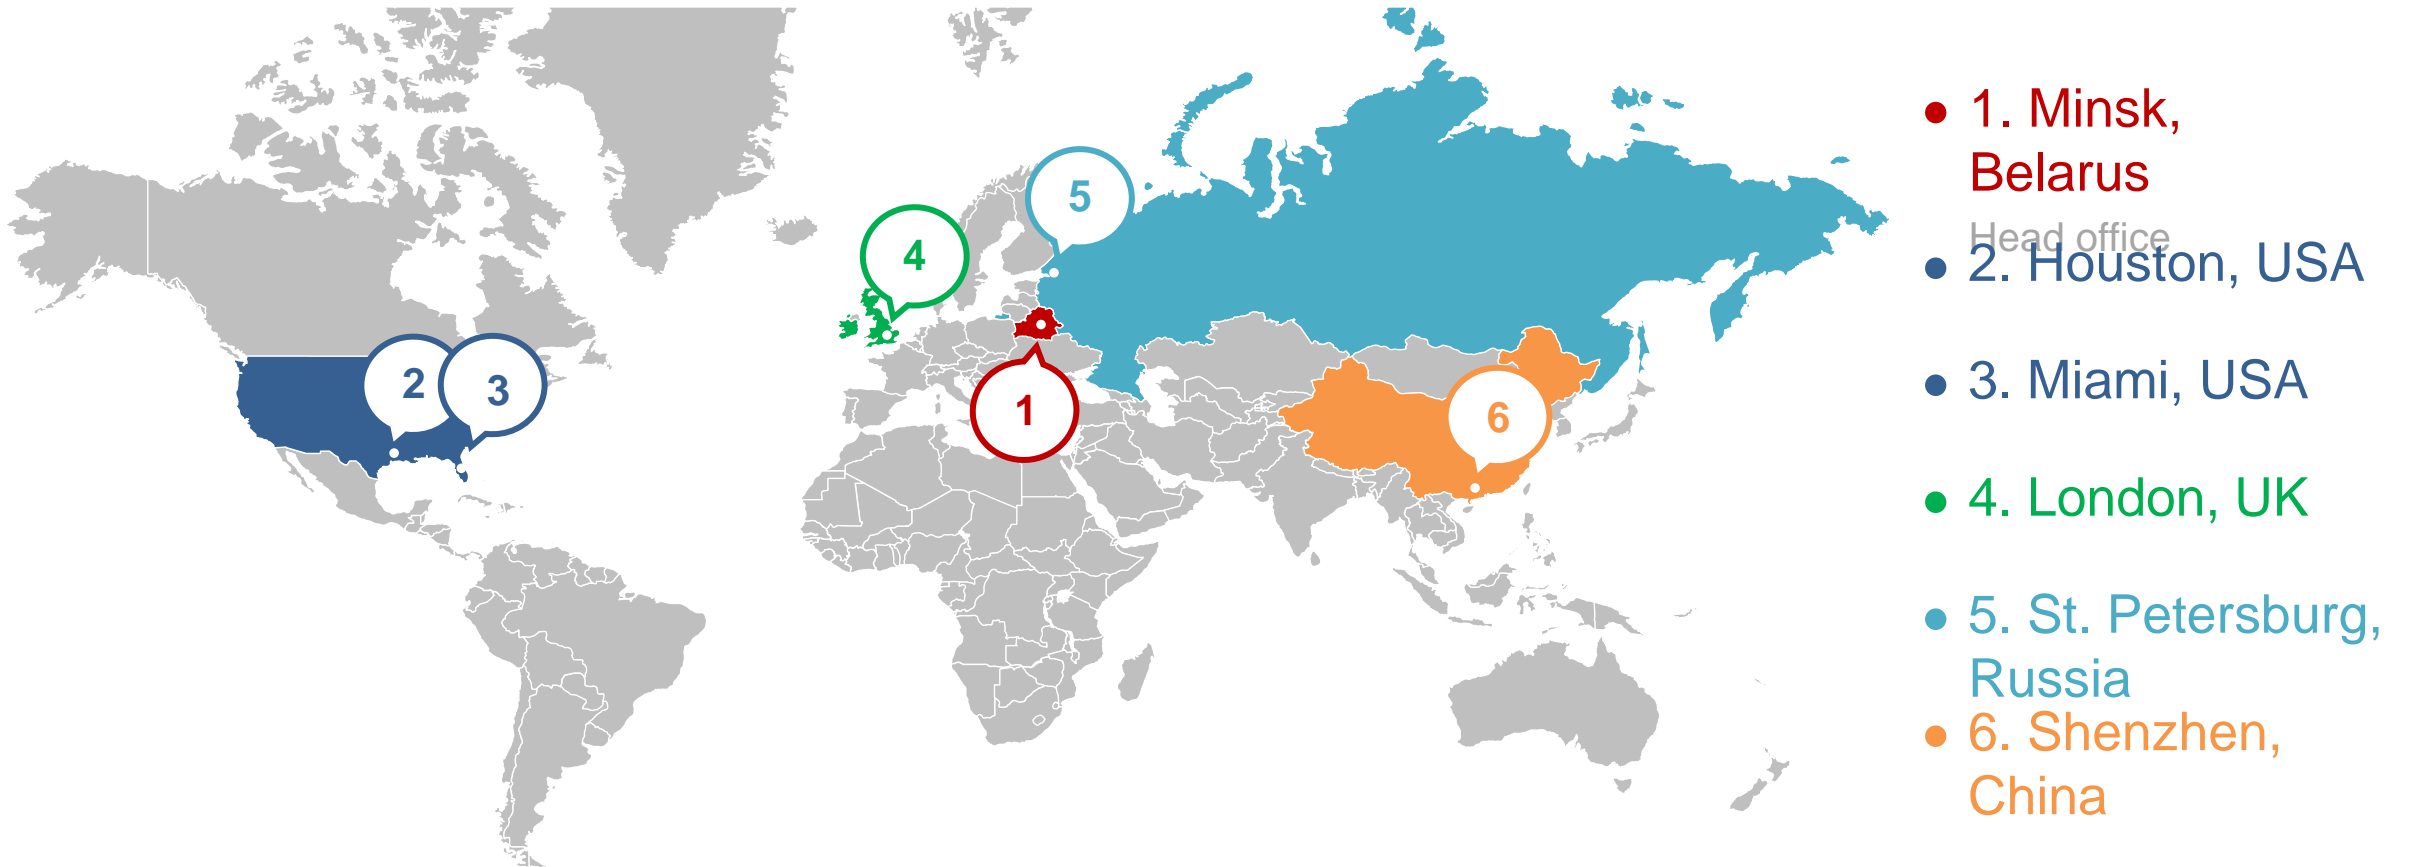 5
4
2
3
1
6
1. Minsk,
Belarus
Head office
2. Houston, USA
3. Miami, USA
4. London, UK
5. St. Petersburg,
Russia
6. Shenzhen,
China